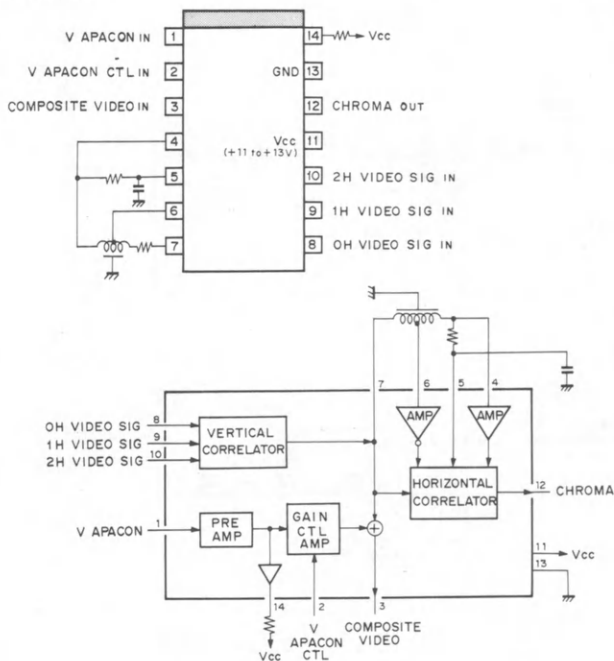 V APACON IN 1 14 Vcc
V APACON CTL IN 2 GND 13
COMPOSITE VIDEO IN 3 12 CHROMA OUT
4 Vcc 11
(+11 to +13V)
5 10 2H VIDEO SIG IN
6 9 1H VIDEO SIG IN
7 8 0H VIDEO SIG IN
7 6 5 4
AMP AMP
0H VIDEO SIG 8
1H VIDEO SIG 9
2H VIDEO SIG 10
VERTICAL
CORRELATOR
HORIZONTAL
CORRELATOR
12 CHROMA
V APACON 1
PRE
AMP
GAIN
CTL
AMP
+
11 Vcc
13
14 2 3
Vcc
V
APACON
CTL
COMPOSITE
VIDEO